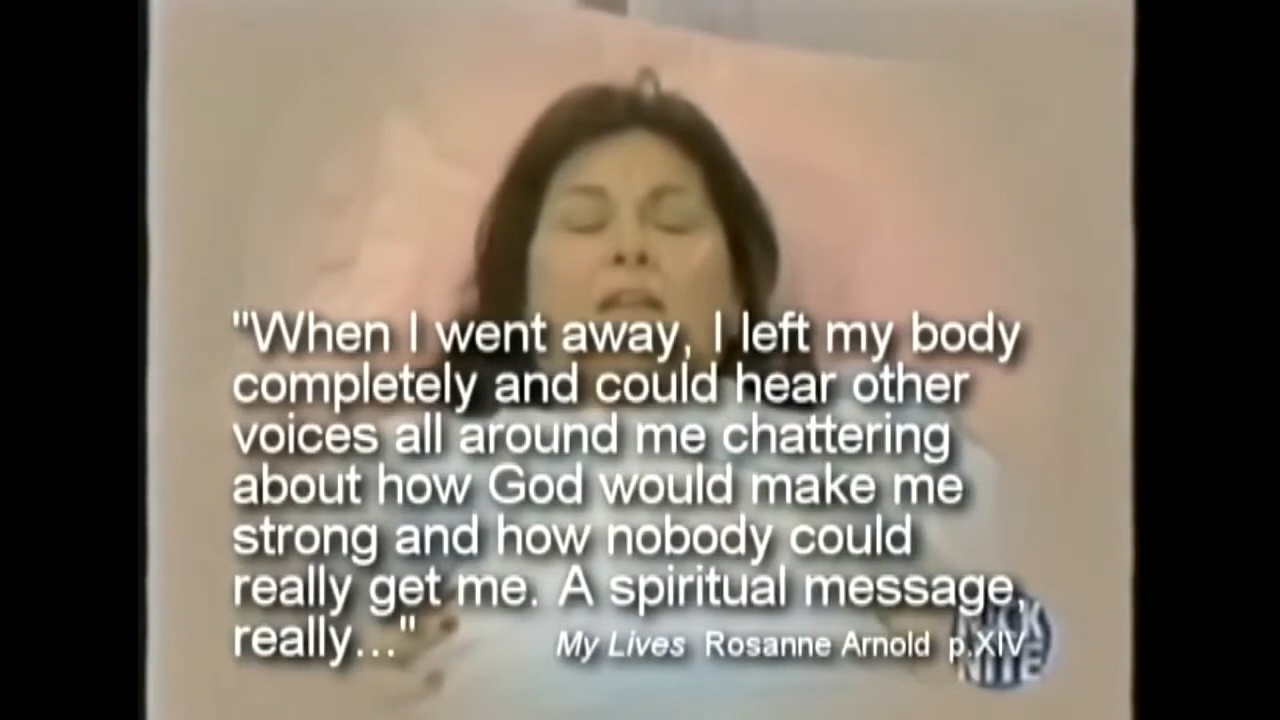 "When I went away, I left my body
completely and could hear other
voices all around me chattering
about how God would make me
strong and how nobody could
really get me. A spiritual message,
really..." My Lives Rosanne Arnold p.XIV
NITE